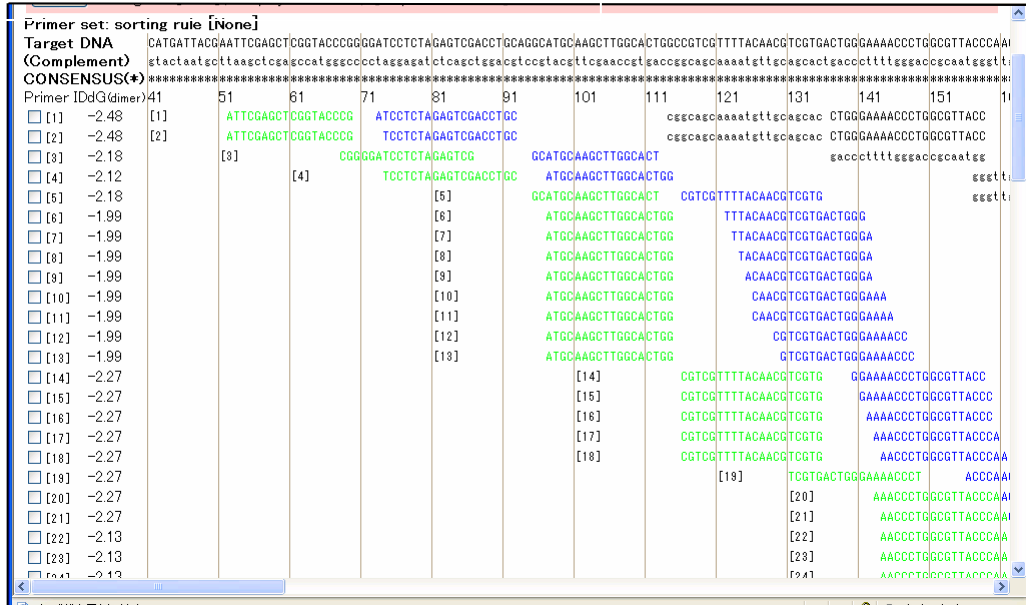 Primer set: sorting rule [None]
Target DNA CATGATTACGAATTCGAGCTCGGTACCCGGGGATCCTCTAGAGTCGACCTGCAGGCATGCAAGCTTGGCACTGGCCGTCGTTTTACAACGTCGTGACTGGGAAAACCCTGGCGTTACCCAA
(Complement) gtactaatgcttaagctcgagccatgggcccctaggagatctcagctggacgtccgtacgttcgaaccgtgaccggcagcaaaatgttgcagcactgacccttttgggaccgcaatgggtt
Primer ID dG(dimer) 41 51 61 71 81 91 101 111 121 131 141 151
[1] -2.48 [1] ATTCGAGCTCGGTACCCG ATCCTCTAGAGTCGACCTGC cggcagcaaaatgttgcagcac CTGGGAAAACCCTGGCGTTACC
[2] -2.48 [2] ATTCGAGCTCGGTACCCG TCCTCTAGAGTCGACCTGC cggcagcaaaatgttgcagcac CTGGGAAAACCCTGGCGTTACC
[3] -2.18 [3] CGGGGATCCTCTAGAGTCG GCATGCAAGCTTGGCACT gacccttttgggaccgcaatgg
[4] -2.12 [4] TCCTCTAGAGTCGACCTGC ATGCAAGCTTGGCACTGG gggtt
[5] -2.18 [5] GCATGCAAGCTTGGCACT CGTCGTTTTACAACGTCGTG gggtt
[6] -1.99 [6] ATGCAAGCTTGGCACTGG TTTACAACGTCGTGACTGGG
[7] -1.99 [7] ATGCAAGCTTGGCACTGG TTACAACGTCGTGACTGGGA
[8] -1.99 [8] ATGCAAGCTTGGCACTGG TACAACGTCGTGACTGGGA
[9] -1.99 [9] ATGCAAGCTTGGCACTGG ACAACGTCGTGACTGGGA
[10] -1.99 [10] ATGCAAGCTTGGCACTGG CAACGTCGTGACTGGGAAA
[11] -1.99 [11] ATGCAAGCTTGGCACTGG CAACGTCGTGACTGGGAAAA
[12] -1.99 [12] ATGCAAGCTTGGCACTGG CGTCGTGACTGGGAAAACC
[13] -1.99 [13] ATGCAAGCTTGGCACTGG GTCGTGACTGGGAAAACCC
[14] -2.27 [14] CGTCGTTTTACAACGTCGTG GGAAAACCCTGGCGTTACC
[15] -2.27 [15] CGTCGTTTTACAACGTCGTG GAAAACCCTGGCGTTACCC
[16] -2.27 [16] CGTCGTTTTACAACGTCGTG AAAACCCTGGCGTTACCC
[17] -2.27 [17] CGTCGTTTTACAACGTCGTG AAACCCTGGCGTTACCCA
[18] -2.27 [18] CGTCGTTTTACAACGTCGTG AACCCTGGCGTTACCCAA
[19] -2.27 [19] TCGTGACTGGGAAAACCCT ACCCAA
[20] -2.27 [20] AAACCCTGGCGTTACCCAA
[21] -2.27 [21] AACCCTGGCGTTACCCAA
[22] -2.13 [22] AACCCTGGCGTTACCCAA
[23] -2.13 [23] AACCCTGGCGTTACCCAA